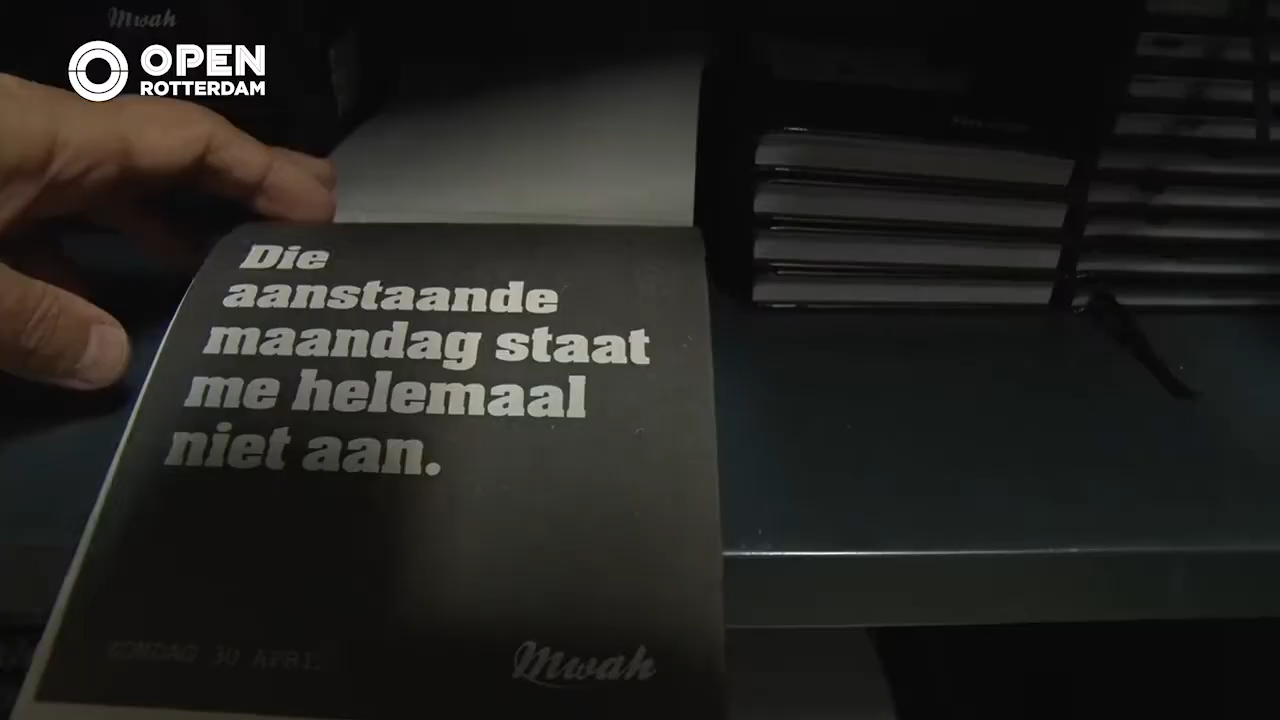 Mwah
OPEN
ROTTERDAM
Die
aanstaande
maandag staat
me helemaal
niet aan.
ZONDAG 30 APRIL
Mwah